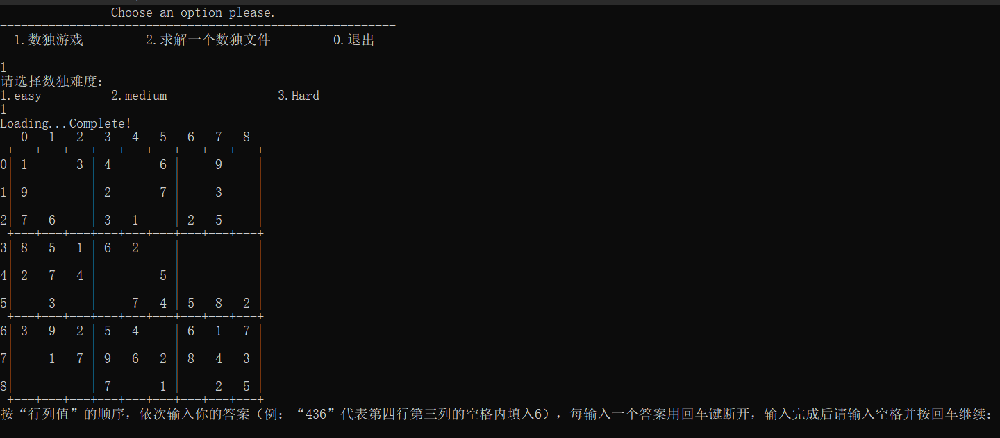 Choose an option please.
---------------------------------------------------------
1.数独游戏 2.求解一个数独文件 0.退出
---------------------------------------------------------
1
请选择数独难度：
1.easy 2.medium 3.Hard
1
Loading...Complete!
0 1 2 3 4 5 6 7 8
+---+---+---+---+---+---+---+---+---+
0| 1 3 | 4 6 | 9 |
1| 9 | 2 7 | 3 |
2| 7 6 | 3 1 | 2 5 |
+---+---+---+---+---+---+---+---+---+
3| 8 5 1 | 6 2 | |
4| 2 7 4 | 5 | |
5| 3 | 7 4 | 5 8 2 |
+---+---+---+---+---+---+---+---+---+
6| 3 9 2 | 5 4 | 6 1 7 |
7| 1 7 | 9 6 2 | 8 4 3 |
8| | 7 1 | 2 5 |
+---+---+---+---+---+---+---+---+---+
按“行列值”的顺序，依次输入你的答案（例：“436”代表第四行第三列的空格内填入6），每输入一个答案用回车键断开，输入完成后请输入空格并按回车继续：